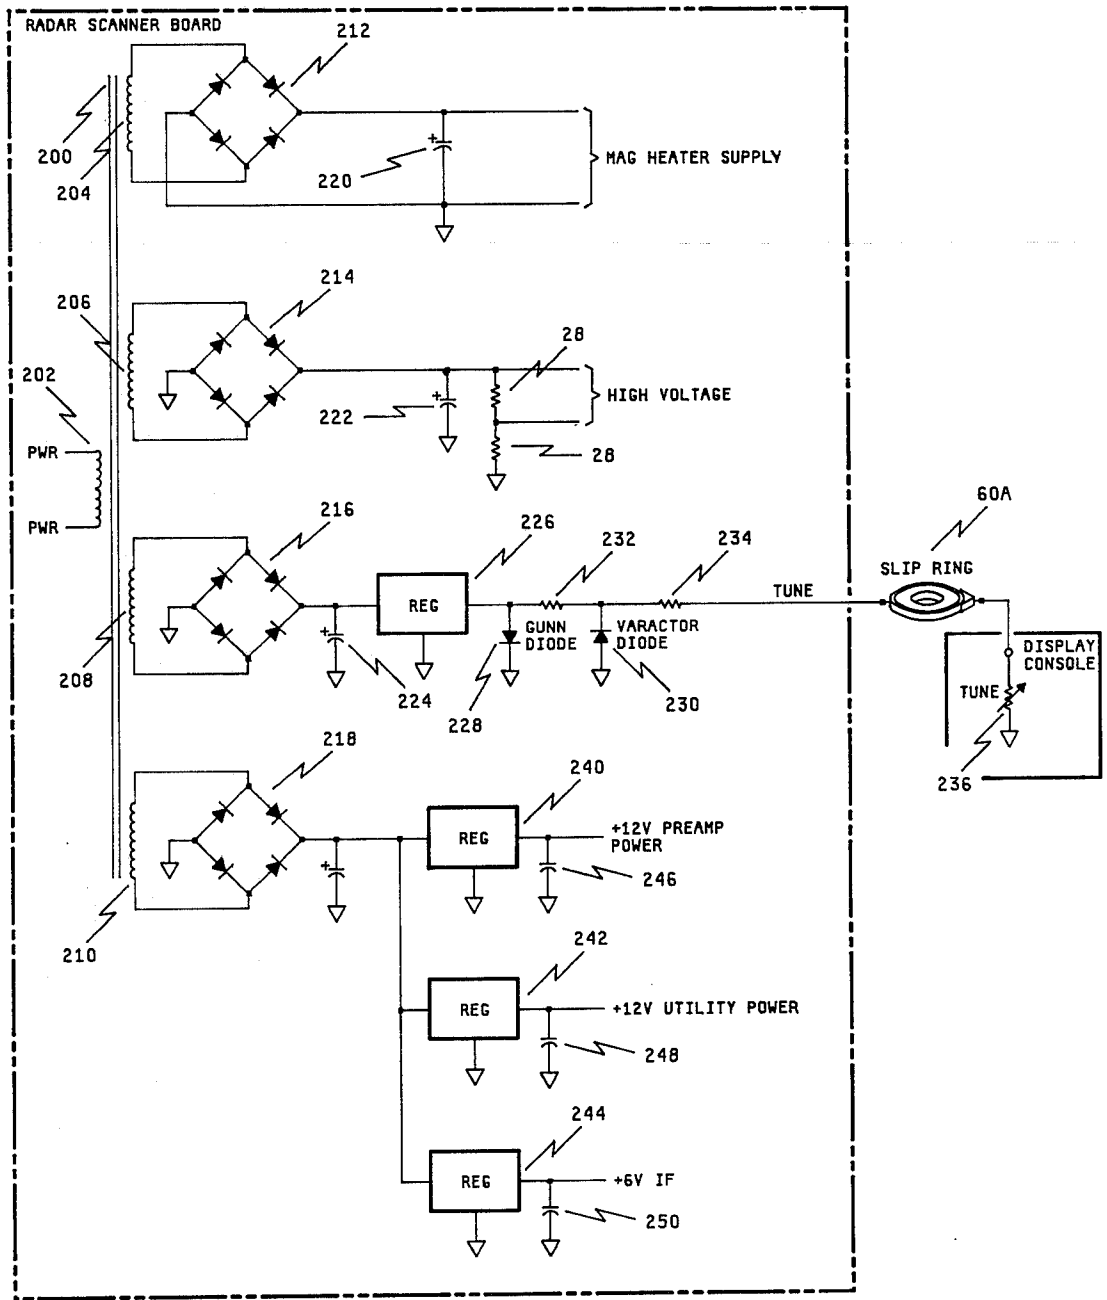 RADAR SCANNER BOARD
212
200
204
220
+
MAG HEATER SUPPLY
214
206
202
28
222
+
HIGH VOLTAGE
28
PWR
PWR
216
226
232
234
60A
SLIP RING
REG
TUNE
+
GUNN
DIODE
VARACTOR
DIODE
DISPLAY
CONSOLE
208
224
228
230
TUNE
236
218
240
REG
+12V PREAMP
POWER
+
246
210
242
REG
+12V UTILITY POWER
248
244
REG
+6V IF
250